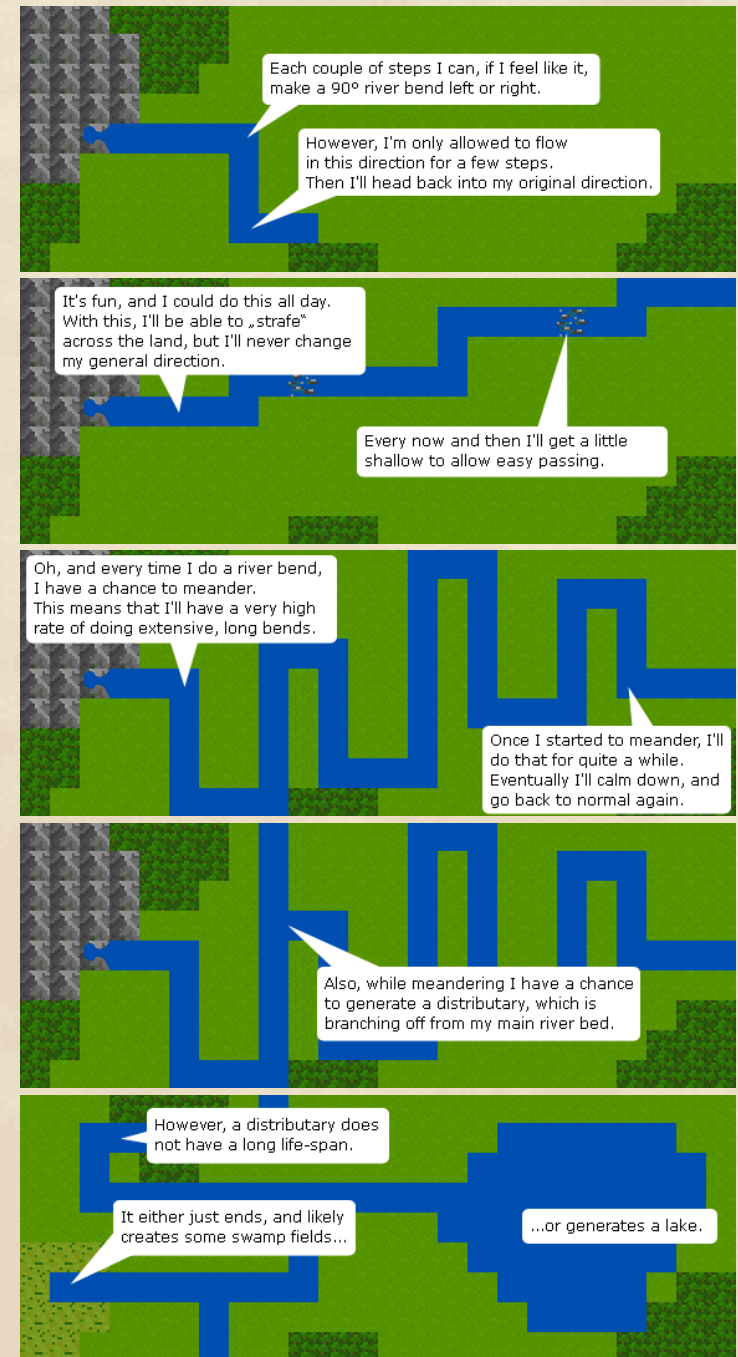 Each couple of steps I can, if I feel like it,
make a 90º river bend left or right.
However, I'm only allowed to flow
in this direction for a few steps.
Then I'll head back into my original direction.
It's fun, and I could do this all day.
With this, I'll be able to „strafe“
across the land, but I'll never change
my general direction.
Every now and then I'll get a little
shallow to allow easy passing.
Oh, and every time I do a river bend,
I have a chance to meander.
This means that I'll have a very high
rate of doing extensive, long bends.
Once I started to meander, I'll
do that for quite a while.
Eventually I'll calm down, and
go back to normal again.
Also, while meandering I have a chance
to generate a distributary, which is
branching off from my main river bed.
However, a distributary does
not have a long life-span.
It either just ends, and likely
creates some swamp fields...
...or generates a lake.